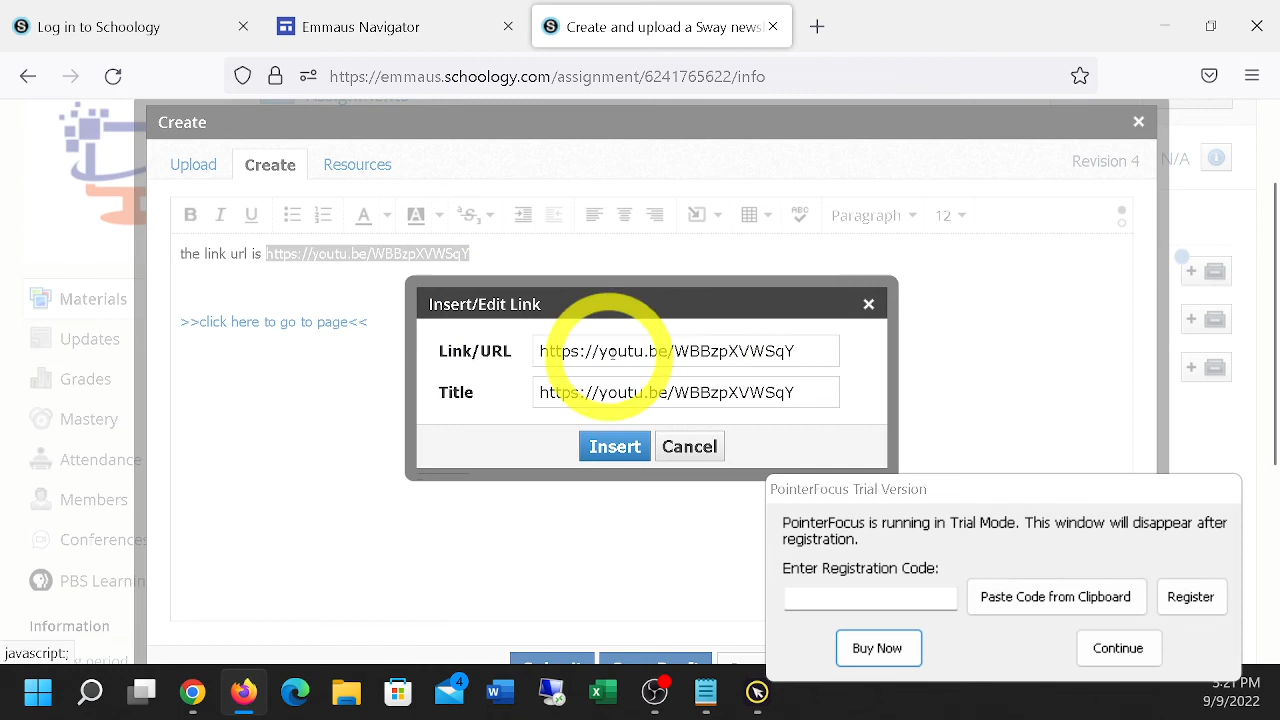 Log in to Schoology
Emmaus Navigator
Create and upload a Sway news
https://emmaus.schoology.com/assignment/6241765622/info
Assignments
Create
Upload
Create
Resources
Revision 4
N/A
B I U
Paragraph
12
the link url is https://youtu.be/WBBzpXVWSqY
>>click here to go to page<<
Insert/Edit Link
Link/URL
https://youtu.be/WBBzpXVWSqY
Title
https://youtu.be/WBBzpXVWSqY
Insert
Cancel
Materials
Updates
Grades
Mastery
Attendance
Members
Conferences
PBS Learnin
Information
javascript:;
PointerFocus Trial Version
PointerFocus is running in Trial Mode. This window will disappear after
registration.
Enter Registration Code:
Paste Code from Clipboard
Register
Buy Now
Continue
4
5:21 PM
9/9/2022